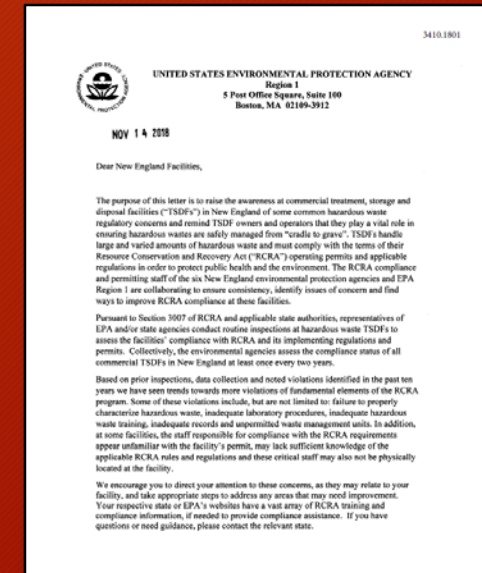 3410.1801
UNITED STATES ENVIRONMENTAL PROTECTION AGENCY
Region 1
5 Post Office Square, Suite 100
Boston, MA 02109-3912
NOV 14 2018
Dear New England Facilities,
The purpose of this letter is to raise the awareness at commercial treatment, storage and
disposal facilities ("TSDFs") in New England of some common hazardous waste
regulatory concerns and remind TSDF owners and operators that they play a vital role in
ensuring hazardous wastes are safely managed from "cradle to grave". TSDFs handle
large and varied amounts of hazardous waste and must comply with the terms of their
Resource Conservation and Recovery Act ("RCRA") operating permits and applicable
regulations in order to protect public health and the environment. The RCRA compliance
and permitting staff of the six New England environmental protection agencies and EPA
Region 1 are collaborating to ensure consistency, identify issues of concern and find
ways to improve RCRA compliance at these facilities.
Pursuant to Section 3007 of RCRA and applicable state authorities, representatives of
EPA and/or state agencies conduct routine inspections at hazardous waste TSDFs to
assess the facilities' compliance with RCRA and its implementing regulations and
permits. Collectively, the environmental agencies assess the compliance status of all
commercial TSDFs in New England at least once every two years.
Based on prior inspections, data collection and noted violations identified in the past ten
years we have seen trends towards more violations of fundamental elements of the RCRA
program. Some of these violations include, but are not limited to: failure to properly
characterize hazardous waste, inadequate laboratory procedures, inadequate hazardous
waste training, inadequate records and unpermitted waste management units. In addition,
at some facilities, the staff responsible for compliance with the RCRA requirements
appear unfamiliar with the facility's permit, may lack sufficient knowledge of the
applicable RCRA rules and regulations and these critical staff may also not be physically
located at the facility.
We encourage you to direct your attention to these concerns, as they may relate to your
facility, and take appropriate steps to address any areas that may need improvement.
Your respective state or EPA's websites have a vast array of RCRA training and
compliance information, if needed to provide compliance assistance. If you have
questions or need guidance, please contact the relevant state.